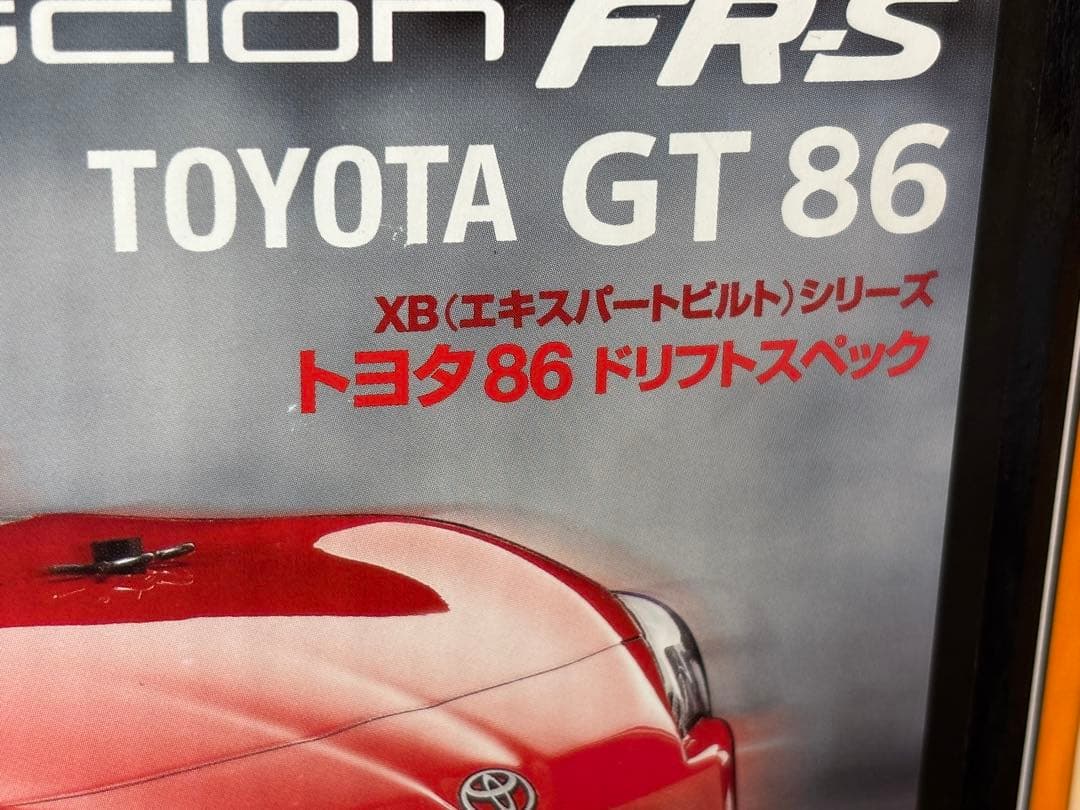 scion FR-S
TOYOTA GT 86
XB(エキスパートビルト)シリーズ
トヨタ86 ドリフトスペック